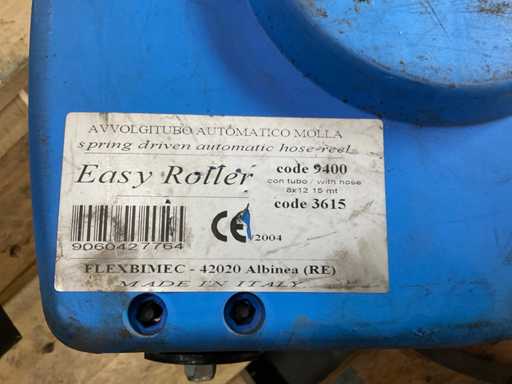 AVVOLGITUBO AUTOMATICO MOLLA
spring driven automatic hose-reel
Easy Roller
code 9400
con tubo / with hose
8x12 15 mt
code 3615
CE 2004
9060427764
FLEXBIMEC - 42020 Albinea (RE)
MADE IN ITALY